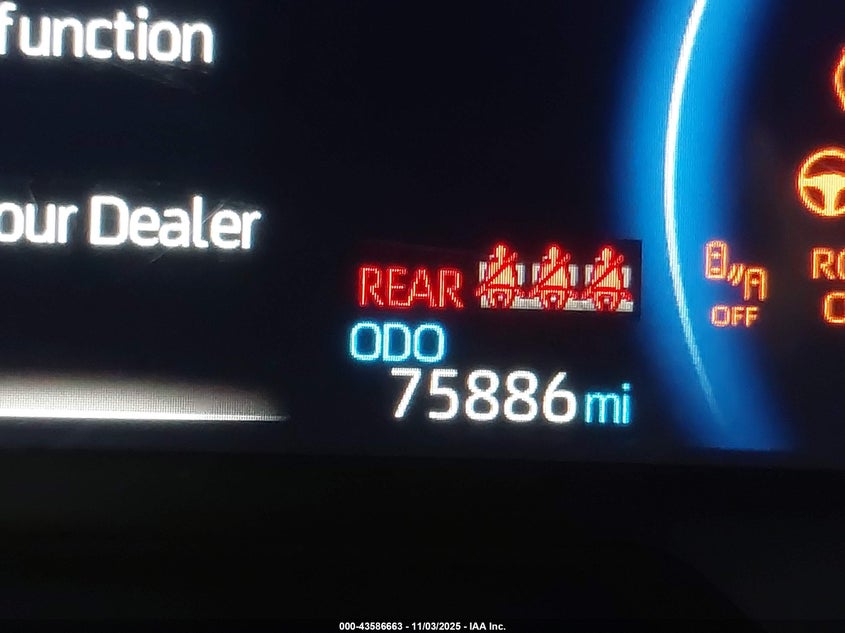 function
our Dealer
REAR
ODO
75886 mi
OFF
000-43586663 - 11/03/2025 - IAA Inc.